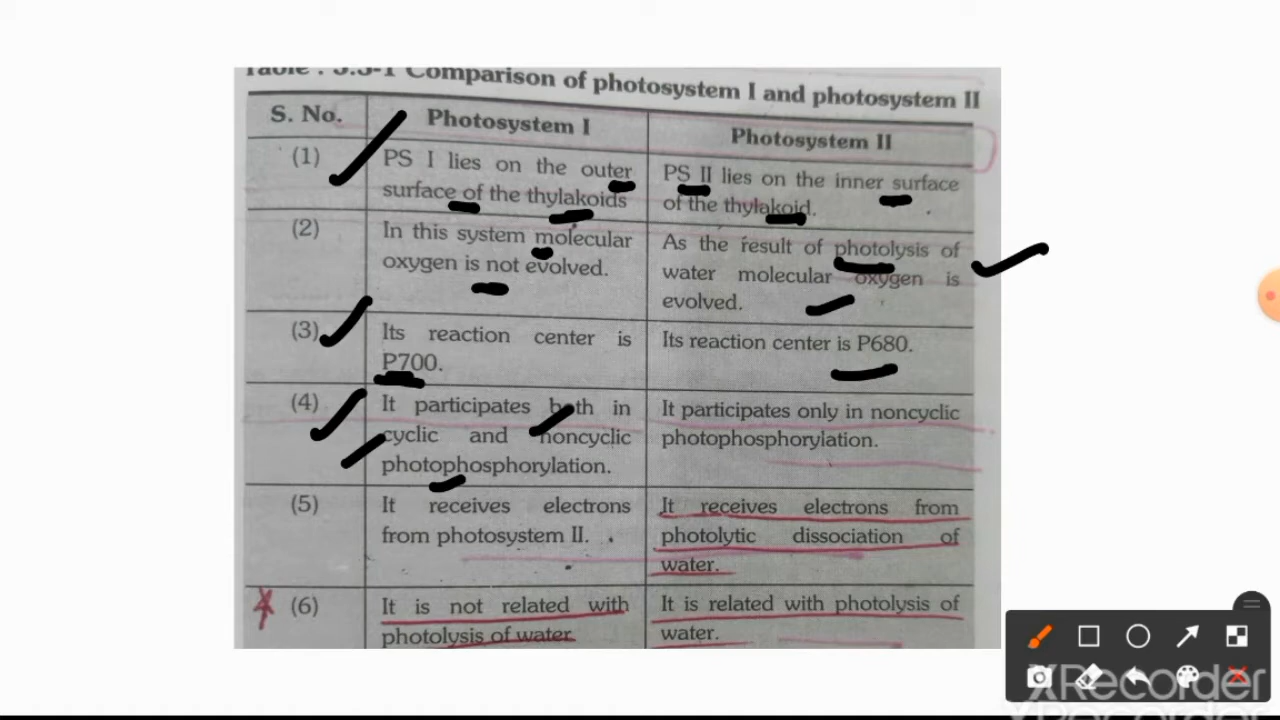 Table : 5.3-1 Comparison of photosystem I and photosystem II
S. No.
Photosystem I
Photosystem II
(1)
PS I lies on the outer
surface of the thylakoids
PS II lies on the inner surface
of the thylakoid.
(2)
In this system molecular
oxygen is not evolved.
As the result of photolysis of
water molecular oxygen is
evolved.
(3)
Its reaction center is
P700.
Its reaction center is P680.
(4)
It participates both in
cyclic and noncyclic
photophosphorylation.
It participates only in noncyclic
photophosphorylation.
(5)
It receives electrons
from photosystem II.
It receives electrons from
photolytic dissociation of
water.
(6)
It is not related with
photolysis of water
It is related with photolysis of
water.
XRecorder
XRecorder